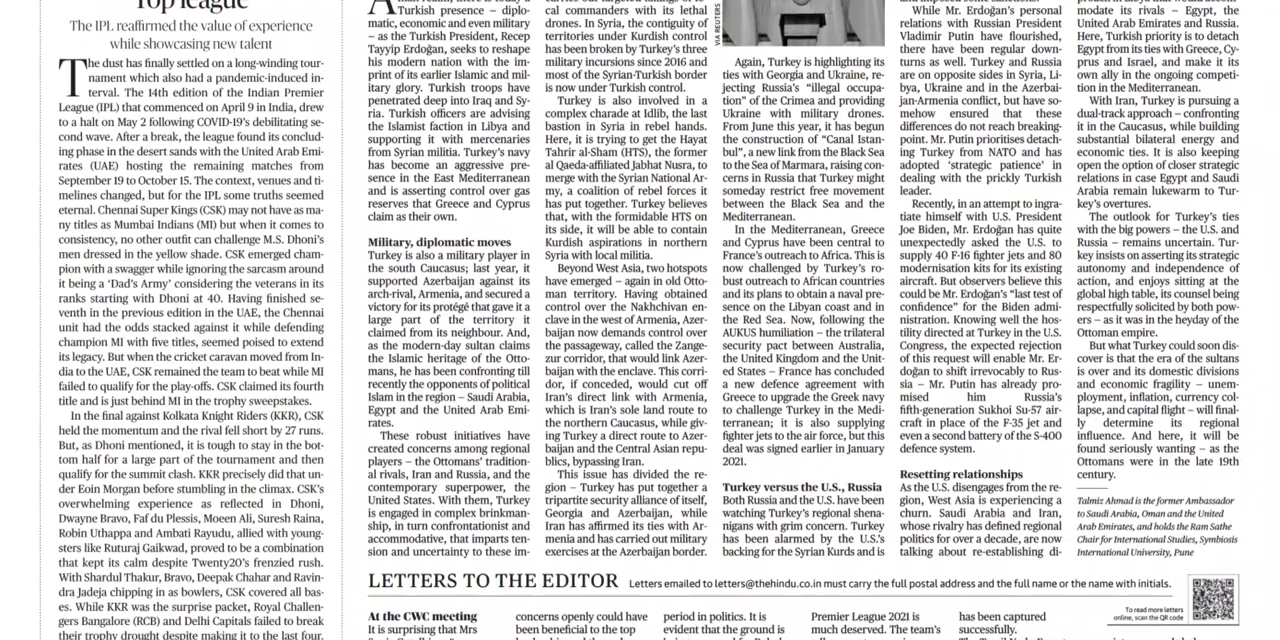 Top league
The IPL reaffirmed the value of experience
while showcasing new talent
The dust has finally settled on a long-winding tour-
nament which also had a pandemic-induced in-
terval. The 14th edition of the Indian Premier
League (IPL) that commenced on April 9 in India, drew
to a halt on May 2 following COVID-19's debilitating se-
cond wave. After a break, the league found its conclud-
ing phase in the desert sands with the United Arab Emi-
rates (UAE) hosting the remaining matches from
September 19 to October 15. The context, venues and ti-
melines changed, but for the IPL some truths seemed
eternal. Chennai Super Kings (CSK) may not have as ma-
ny titles as Mumbai Indians (MI) but when it comes to
consistency, no other outfit can challenge M.S. Dhoni's
men dressed in the yellow shade. CSK emerged cham-
pion with a swagger while ignoring the sarcasm around
it being a 'Dad's Army' considering the veterans in its
ranks starting with Dhoni at 40. Having finished se-
venth in the previous edition in the UAE, the Chennai
unit had the odds stacked against it while defending
champion MI with five titles, seemed poised to extend
its legacy. But when the cricket caravan moved from In-
dia to the UAE, CSK remained the team to beat while MI
failed to qualify for the play-offs. CSK claimed its fourth
title and is just behind MI in the trophy sweepstakes.
In the final against Kolkata Knight Riders (KKR), CSK
held the momentum and the rival fell short by 27 runs.
But, as Dhoni mentioned, it is tough to stay in the bot-
tom half for a large part of the tournament and then
qualify for the summit clash. KKR precisely did that un-
der Eoin Morgan before stumbling in the climax. CSK's
overwhelming experience as reflected in Dhoni,
Dwayne Bravo, Faf du Plessis, Moeen Ali, Suresh Raina,
Robin Uthappa and Ambati Rayudu, allied with young-
sters like Ruturaj Gaikwad, proved to be a combination
that kept its calm despite Twenty20's frenzied rush.
With Shardul Thakur, Bravo, Deepak Chahar and Ravin-
dra Jadeja chipping in as bowlers, CSK covered all bas-
es. While KKR was the surprise packet, Royal Challen-
gers Bangalore (RCB) and Delhi Capitals failed to break
their trophy drought despite making it to the last four.
Turkish presence – diplo-
matic, economic and even military
– as the Turkish President, Recep
Tayyip Erdoğan, seeks to reshape
his modern nation with the im-
print of its earlier Islamic and mil-
itary glory. Turkish troops have
penetrated deep into Iraq and Sy-
ria. Turkish officers are advising
the Islamist faction in Libya and
supporting it with mercenaries
from Syrian militia. Turkey's navy
has become an aggressive pre-
sence in the East Mediterranean
and is asserting control over gas
reserves that Greece and Cyprus
claim as their own.
Military, diplomatic moves
Turkey is also a military player in
the south Caucasus; last year, it
supported Azerbaijan against its
arch-rival, Armenia, and secured a
victory for its protégé that gave it a
large part of the territory it
claimed from its neighbour. And,
as the modern-day sultan claims
the Islamic heritage of the Otto-
mans, he has been confronting till
recently the opponents of political
Islam in the region – Saudi Arabia,
Egypt and the United Arab Emi-
rates.
These robust initiatives have
created concerns among regional
players – the Ottomans' tradition-
al rivals, Iran and Russia, and the
contemporary superpower, the
United States. With them, Turkey
is engaged in complex brinkman-
ship, in turn confrontationist and
accommodative, that imparts ten-
sion and uncertainty to these im-
cal commanders with its lethal
drones. In Syria, the contiguity of
territories under Kurdish control
has been broken by Turkey's three
military incursions since 2016 and
most of the Syrian-Turkish border
is now under Turkish control.
Turkey is also involved in a
complex charade at Idlib, the last
bastion in Syria in rebel hands.
Here, it is trying to get the Hayat
Tahrir al-Sham (HTS), the former
al Qaeda-affiliated Jabhat Nusra, to
merge with the Syrian National Ar-
my, a coalition of rebel forces it
has put together. Turkey believes
that, with the formidable HTS on
its side, it will be able to contain
Kurdish aspirations in northern
Syria with local militia.
Beyond West Asia, two hotspots
have emerged – again in old Otto-
man territory. Having obtained
control over the Nakhchivan en-
clave in the west of Armenia, Azer-
baijan now demands control over
the passageway, called the Zange-
zur corridor, that would link Azer-
baijan with the enclave. This corri-
dor, if conceded, would cut off
Iran's direct link with Armenia,
which is Iran's sole land route to
the northern Caucasus, while giv-
ing Turkey a direct route to Azer-
baijan and the Central Asian repu-
blics, bypassing Iran.
This issue has divided the re-
gion – Turkey has put together a
tripartite security alliance of itself,
Georgia and Azerbaijan, while
Iran has affirmed its ties with Ar-
menia and has carried out military
exercises at the Azerbaijan border.
VIA REUTERS
Again, Turkey is highlighting its
ties with Georgia and Ukraine, re-
jecting Russia's "illegal occupa-
tion" of the Crimea and providing
Ukraine with military drones.
From June this year, it has begun
the construction of "Canal Istan-
bul", a new link from the Black Sea
to the Sea of Marmara, raising con-
cerns in Russia that Turkey might
someday restrict free movement
between the Black Sea and the
Mediterranean.
In the Mediterranean, Greece
and Cyprus have been central to
France's outreach to Africa. This is
now challenged by Turkey's ro-
bust outreach to African countries
and its plans to obtain a naval pre-
sence on the Libyan coast and in
the Red Sea. Now, following the
AUKUS humiliation – the trilateral
security pact between Australia,
the United Kingdom and the Unit-
ed States – France has concluded
a new defence agreement with
Greece to upgrade the Greek navy
to challenge Turkey in the Medi-
terranean; it is also supplying
fighter jets to the air force, but this
deal was signed earlier in January
2021.
Turkey versus the U.S., Russia
Both Russia and the U.S. have been
watching Turkey's regional shena-
nigans with grim concern. Turkey
has been alarmed by the U.S.'s
backing for the Syrian Kurds and is
While Mr. Erdoğan's personal
relations with Russian President
Vladimir Putin have flourished,
there have been regular down-
turns as well. Turkey and Russia
are on opposite sides in Syria, Li-
bya, Ukraine and in the Azerbai-
jan-Armenia conflict, but have so-
mehow ensured that these
differences do not reach breaking-
point. Mr. Putin prioritises detach-
ing Turkey from NATO and has
adopted 'strategic patience' in
dealing with the prickly Turkish
leader.
Recently, in an attempt to ingra-
tiate himself with U.S. President
Joe Biden, Mr. Erdoğan has quite
unexpectedly asked the U.S. to
supply 40 F-16 fighter jets and 80
modernisation kits for its existing
aircraft. But observers believe this
could be Mr. Erdoğan's "last test of
confidence" for the Biden admi-
nistration. Knowing well the hos-
tility directed at Turkey in the U.S.
Congress, the expected rejection
of this request will enable Mr. Er-
doğan to shift irrevocably to Rus-
sia – Mr. Putin has already pro-
mised him Russia's
fifth-generation Sukhoi Su-57 air-
craft in place of the F-35 jet and
even a second battery of the S-400
defence system.
Resetting relationships
As the U.S. disengages from the re-
gion, West Asia is experiencing a
churn. Saudi Arabia and Iran,
whose rivalry has defined regional
politics for over a decade, are now
talking about re-establishing di-
modate its rivals – Egypt, the
United Arab Emirates and Russia.
Here, Turkish priority is to detach
Egypt from its ties with Greece, Cy-
prus and Israel, and make it its
own ally in the ongoing competi-
tion in the Mediterranean.
With Iran, Turkey is pursuing a
dual-track approach – confronting
it in the Caucasus, while building
substantial bilateral energy and
economic ties. It is also keeping
open the option of closer strategic
relations in case Egypt and Saudi
Arabia remain lukewarm to Tur-
key's overtures.
The outlook for Turkey's ties
with the big powers – the U.S. and
Russia – remains uncertain. Tur-
key insists on asserting its strategic
autonomy and independence of
action, and enjoys sitting at the
global high table, its counsel being
respectfully solicited by both pow-
ers – as it was in the heyday of the
Ottoman empire.
But what Turkey could soon dis-
cover is that the era of the sultans
is over and its domestic divisions
and economic fragility – unem-
ployment, inflation, currency col-
lapse, and capital flight – will final-
ly determine its regional
influence. And here, it will be
found seriously wanting – as the
Ottomans were in the late 19th
century.
Talmiz Ahmad is the former Ambassador
to Saudi Arabia, Oman and the United
Arab Emirates, and holds the Ram Sathe
Chair for International Studies, Symbiosis
International University, Pune
LETTERS TO THE EDITOR Letters emailed to letters@thehindu.co.in must carry the full postal address and the full name or the name with initials.
To read more letters
online, scan the QR code
At the CWC meeting
It is surprising that Mrs
concerns openly could have
been beneficial to the top
period in politics. It is
evident that the ground is
Premier League 2021 is
much deserved. The team's
has been captured
successfully.